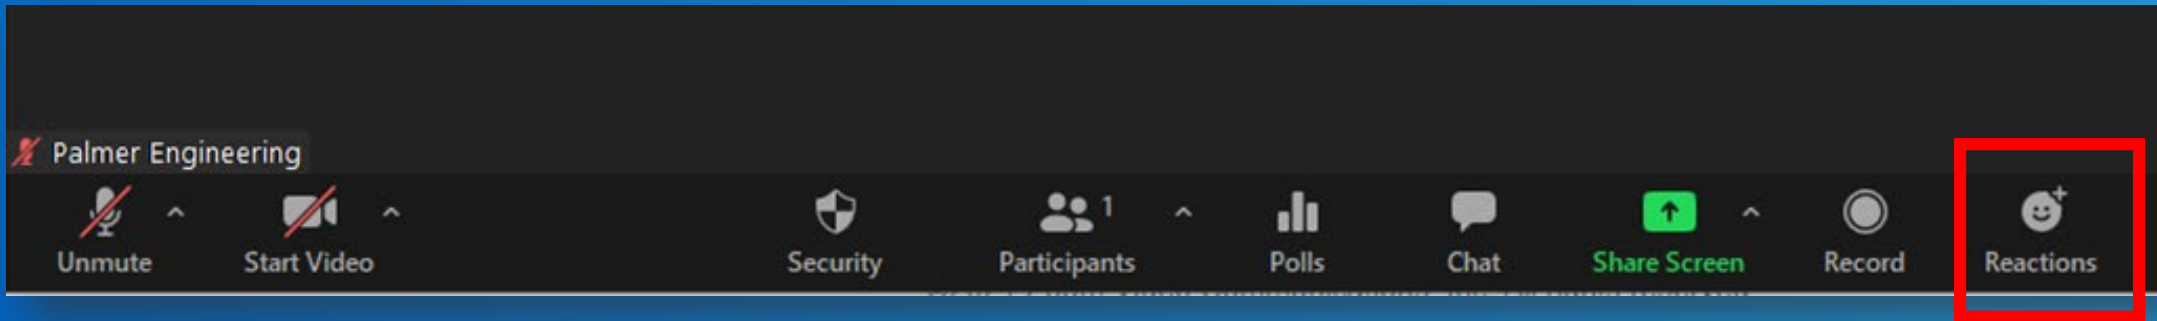 Palmer Engineering
Unmute Start Video Security Participants 1 Polls Chat Share Screen Record Reactions